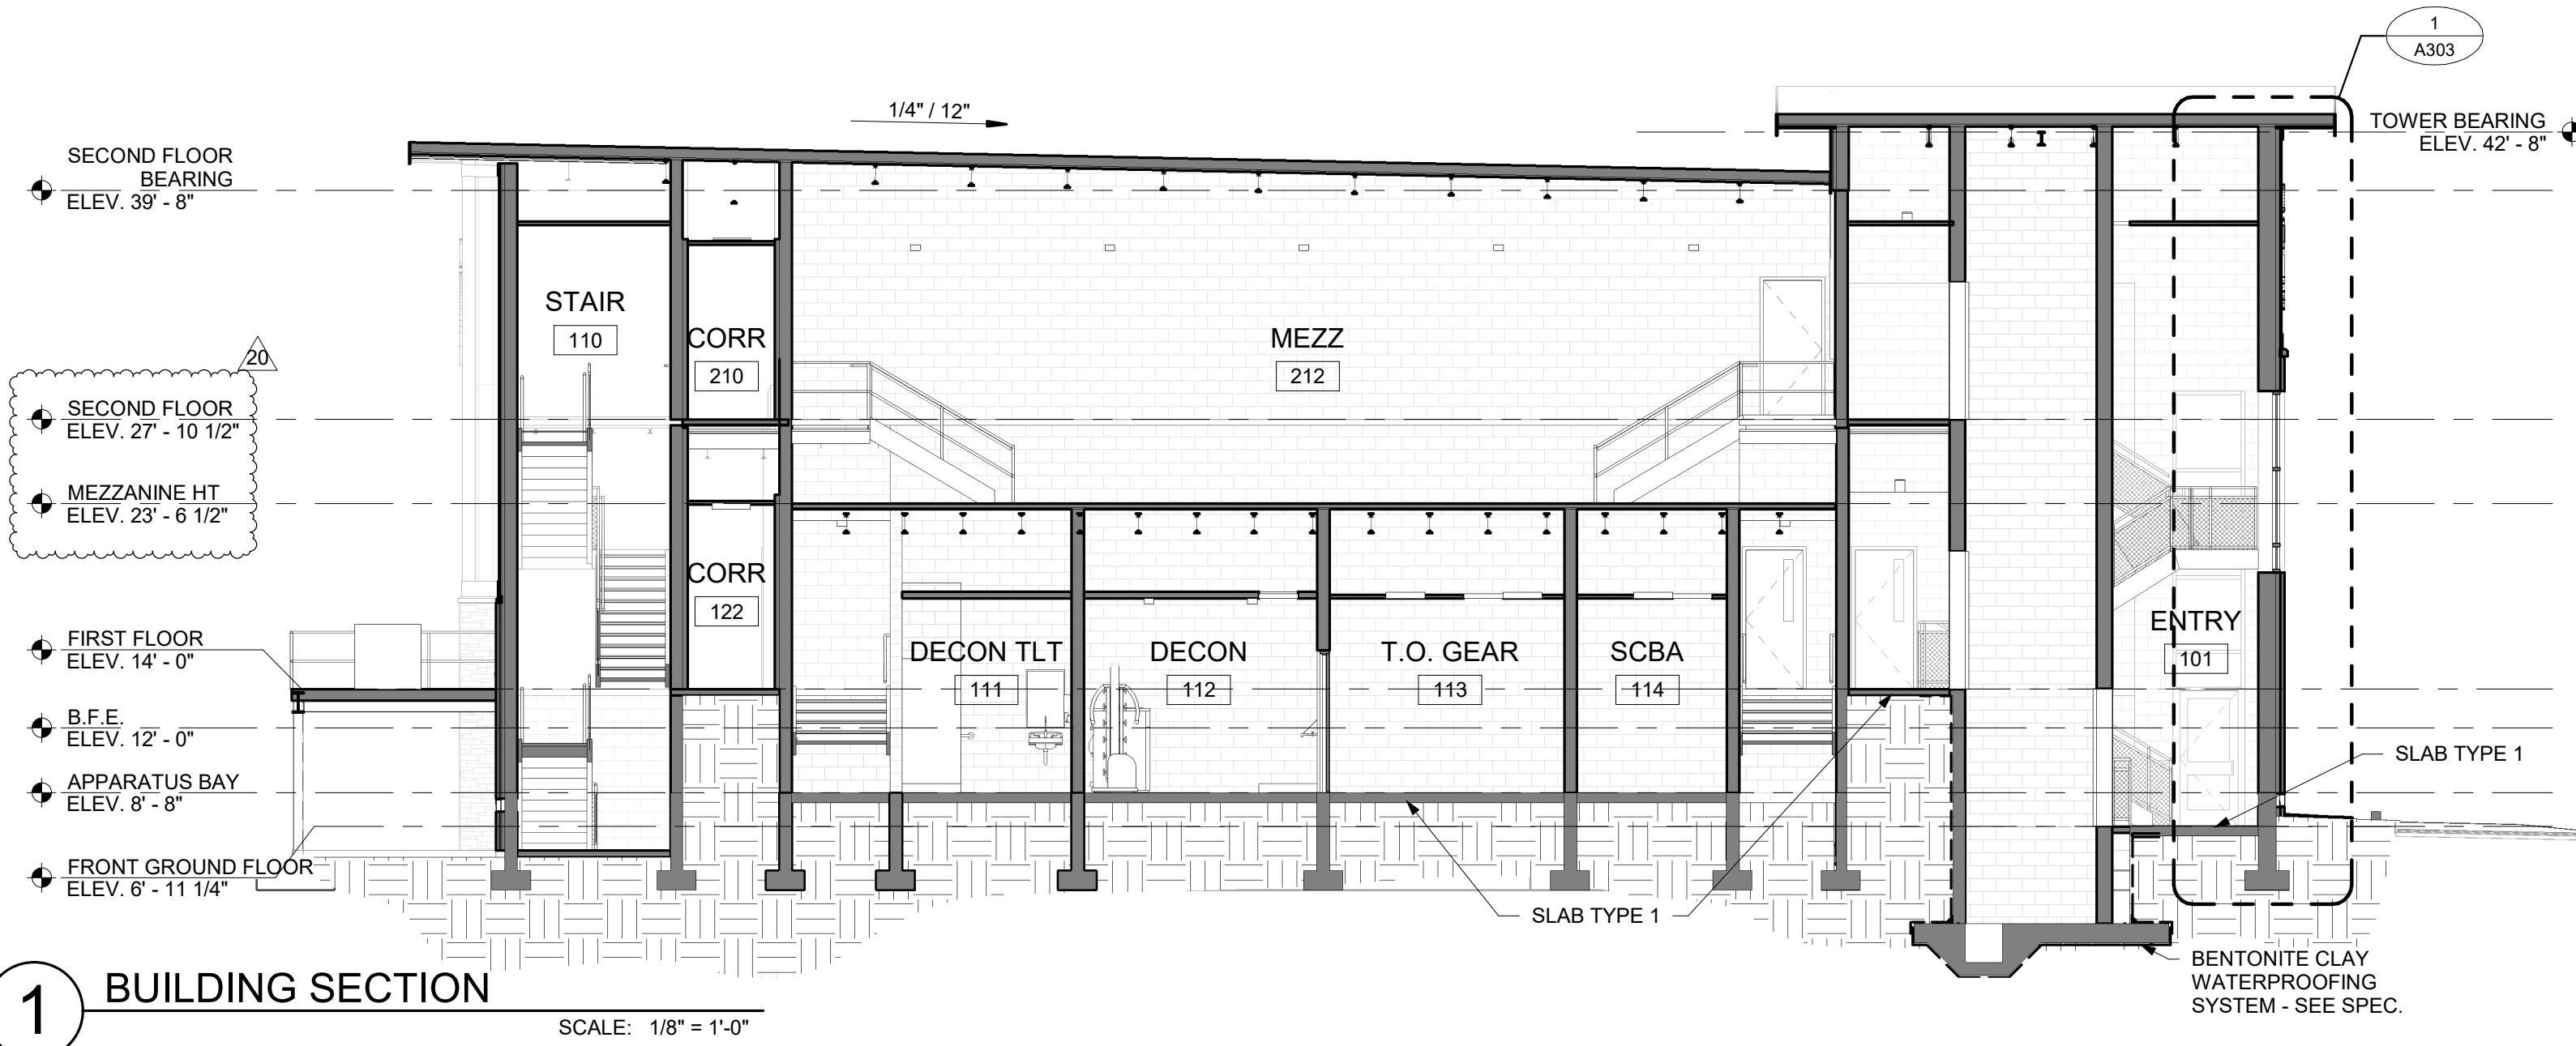 1
A303
1/4" / 12"
TOWER BEARING
ELEV. 42' - 8"
SECOND FLOOR
BEARING
ELEV. 39' - 8"
20
SECOND FLOOR
ELEV. 27' - 10 1/2"
MEZZANINE HT
ELEV. 23' - 6 1/2"
FIRST FLOOR
ELEV. 14' - 0"
B.F.E.
ELEV. 12' - 0"
APPARATUS BAY
ELEV. 8' - 8"
FRONT GROUND FLOOR
ELEV. 6' - 11 1/4"
STAIR
110
CORR
210
MEZZ
212
CORR
122
DECON TLT
111
DECON
112
T.O. GEAR
113
SCBA
114
ENTRY
101
SLAB TYPE 1
SLAB TYPE 1
BENTONITE CLAY
WATERPROOFING
SYSTEM - SEE SPEC.
1
BUILDING SECTION
SCALE: 1/8" = 1'-0"